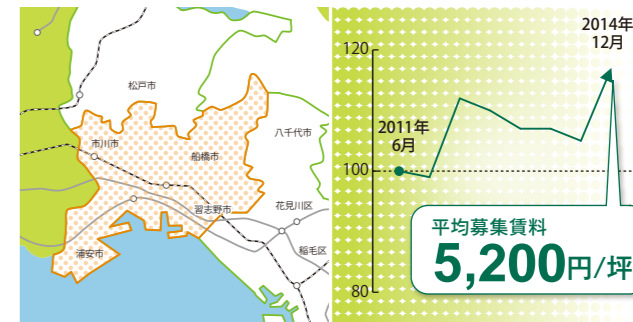 松戸市
八千代市
市川市
船橋市
習志野市
花見川区
稲毛区
浦安市
120
100
80
2011年
6月
2014年
12月
平均募集賃料
5,200円/坪